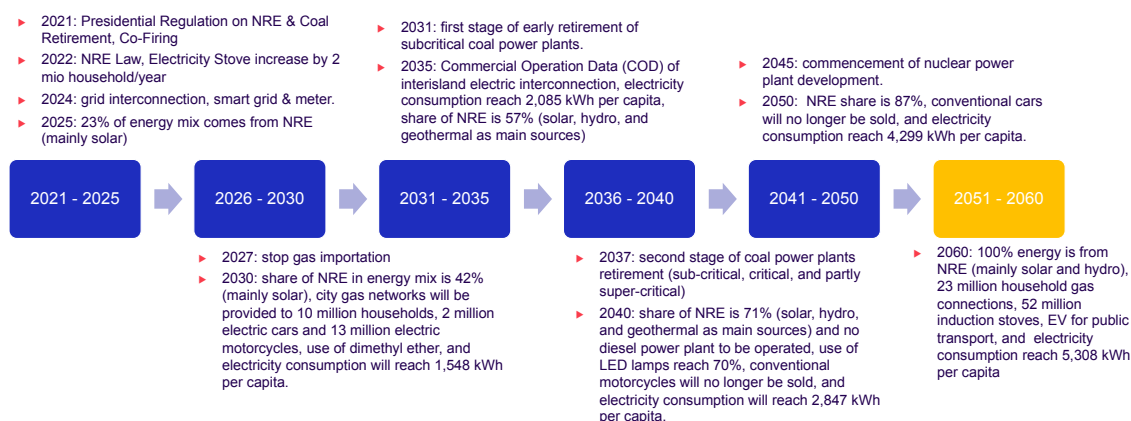 2021: Presidential Regulation on NRE & Coal
Retirement, Co-Firing
2022: NRE Law, Electricity Stove increase by 2
mio household/year
2024: grid interconnection, smart grid & meter.
2025: 23% of energy mix comes from NRE
(mainly solar)
2031: first stage of early retirement of
subcritical coal power plants.
2035: Commercial Operation Data (COD) of
interisland electric interconnection, electricity
consumption reach 2,085 kWh per capita,
share of NRE is 57% (solar, hydro, and
geothermal as main sources)
2045: commencement of nuclear power
plant development.
2050: NRE share is 87%, conventional cars
will no longer be sold, and electricity
consumption reach 4,299 kWh per capita.
2021 - 2025
2026 - 2030
2031 - 2035
2036 - 2040
2041 - 2050
2051 - 2060
2027: stop gas importation
2030: share of NRE in energy mix is 42%
(mainly solar), city gas networks will be
provided to 10 million households, 2 million
electric cars and 13 million electric
motorcycles, use of dimethyl ether, and
electricity consumption will reach 1,548 kWh
per capita.
2037: second stage of coal power plants
retirement (sub-critical, critical, and partly
super-critical)
2040: share of NRE is 71% (solar, hydro,
and geothermal as main sources) and no
diesel power plant to be operated, use of
LED lamps reach 70%, conventional
motorcycles will no longer be sold, and
electricity consumption will reach 2,847 kWh
per capita.
2060: 100% energy is from
NRE (mainly solar and hydro),
23 million household gas
connections, 52 million
induction stoves, EV for public
transport, and electricity
consumption reach 5,308 kWh
per capita